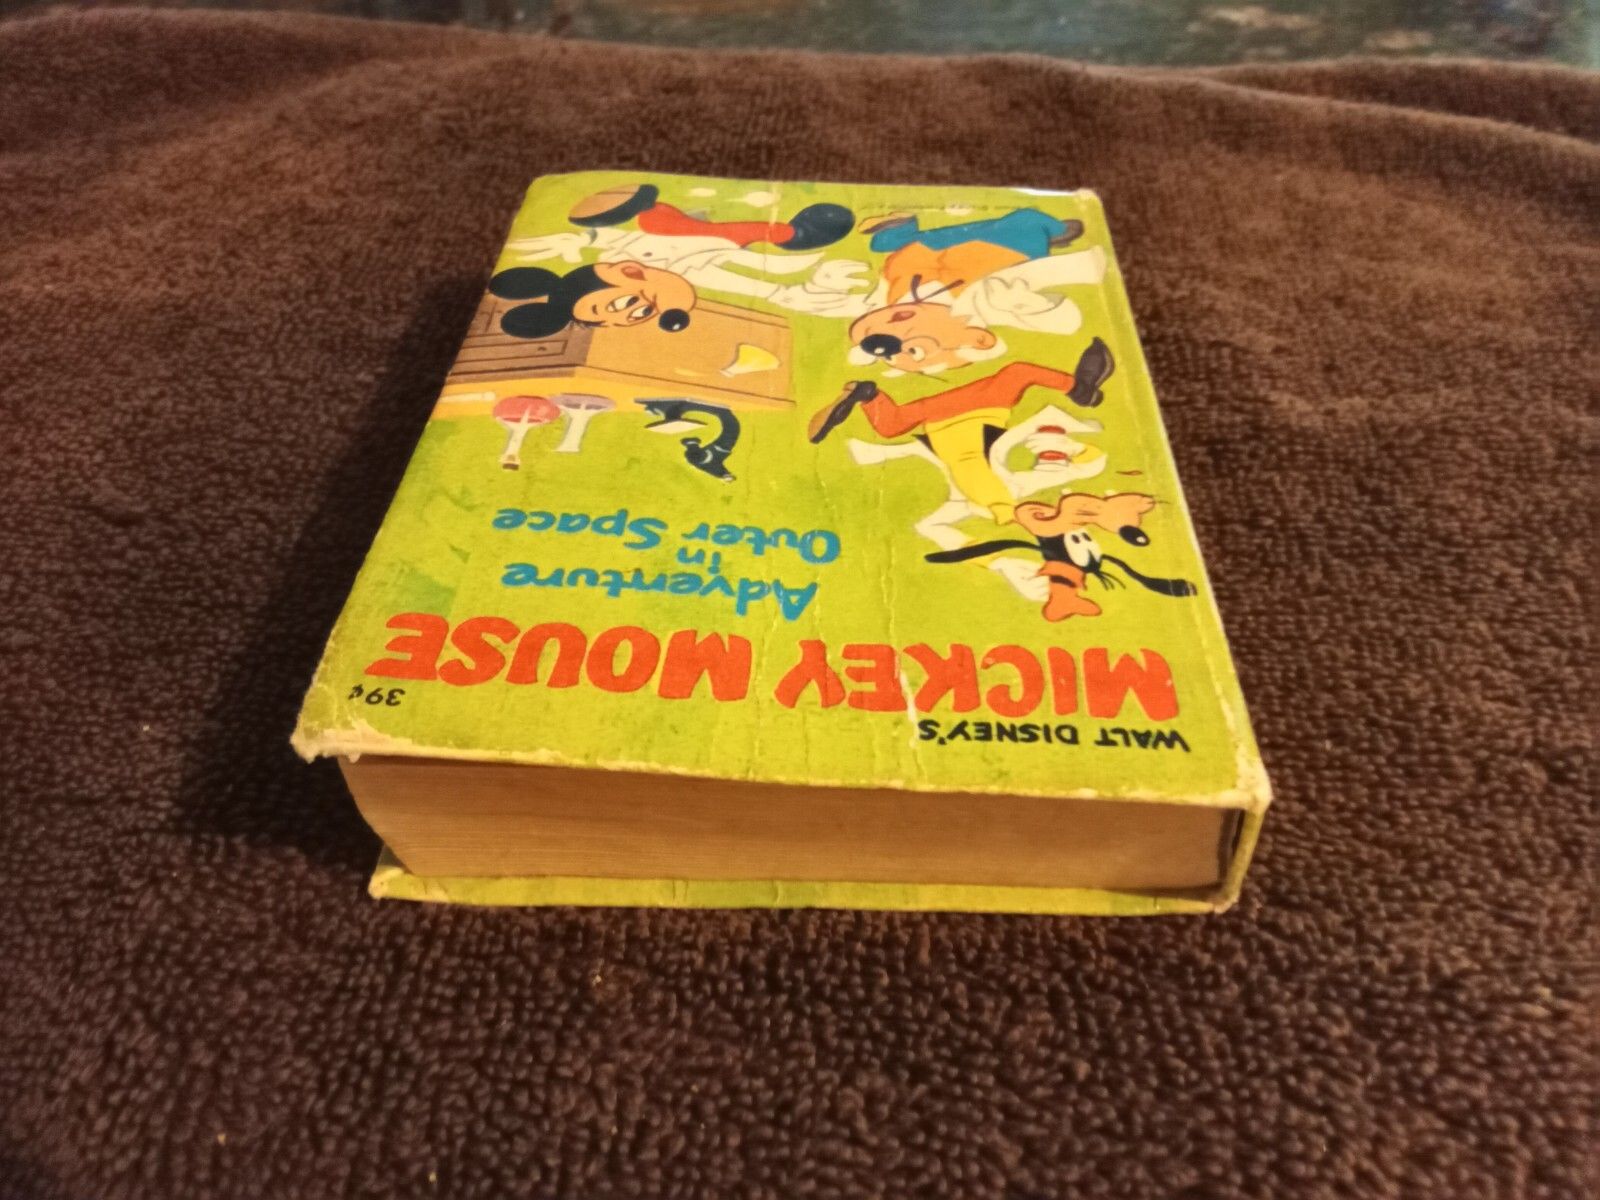 WALT DISNEY'S
39¢
MICKEY MOUSE
Adventure
in
Outer Space